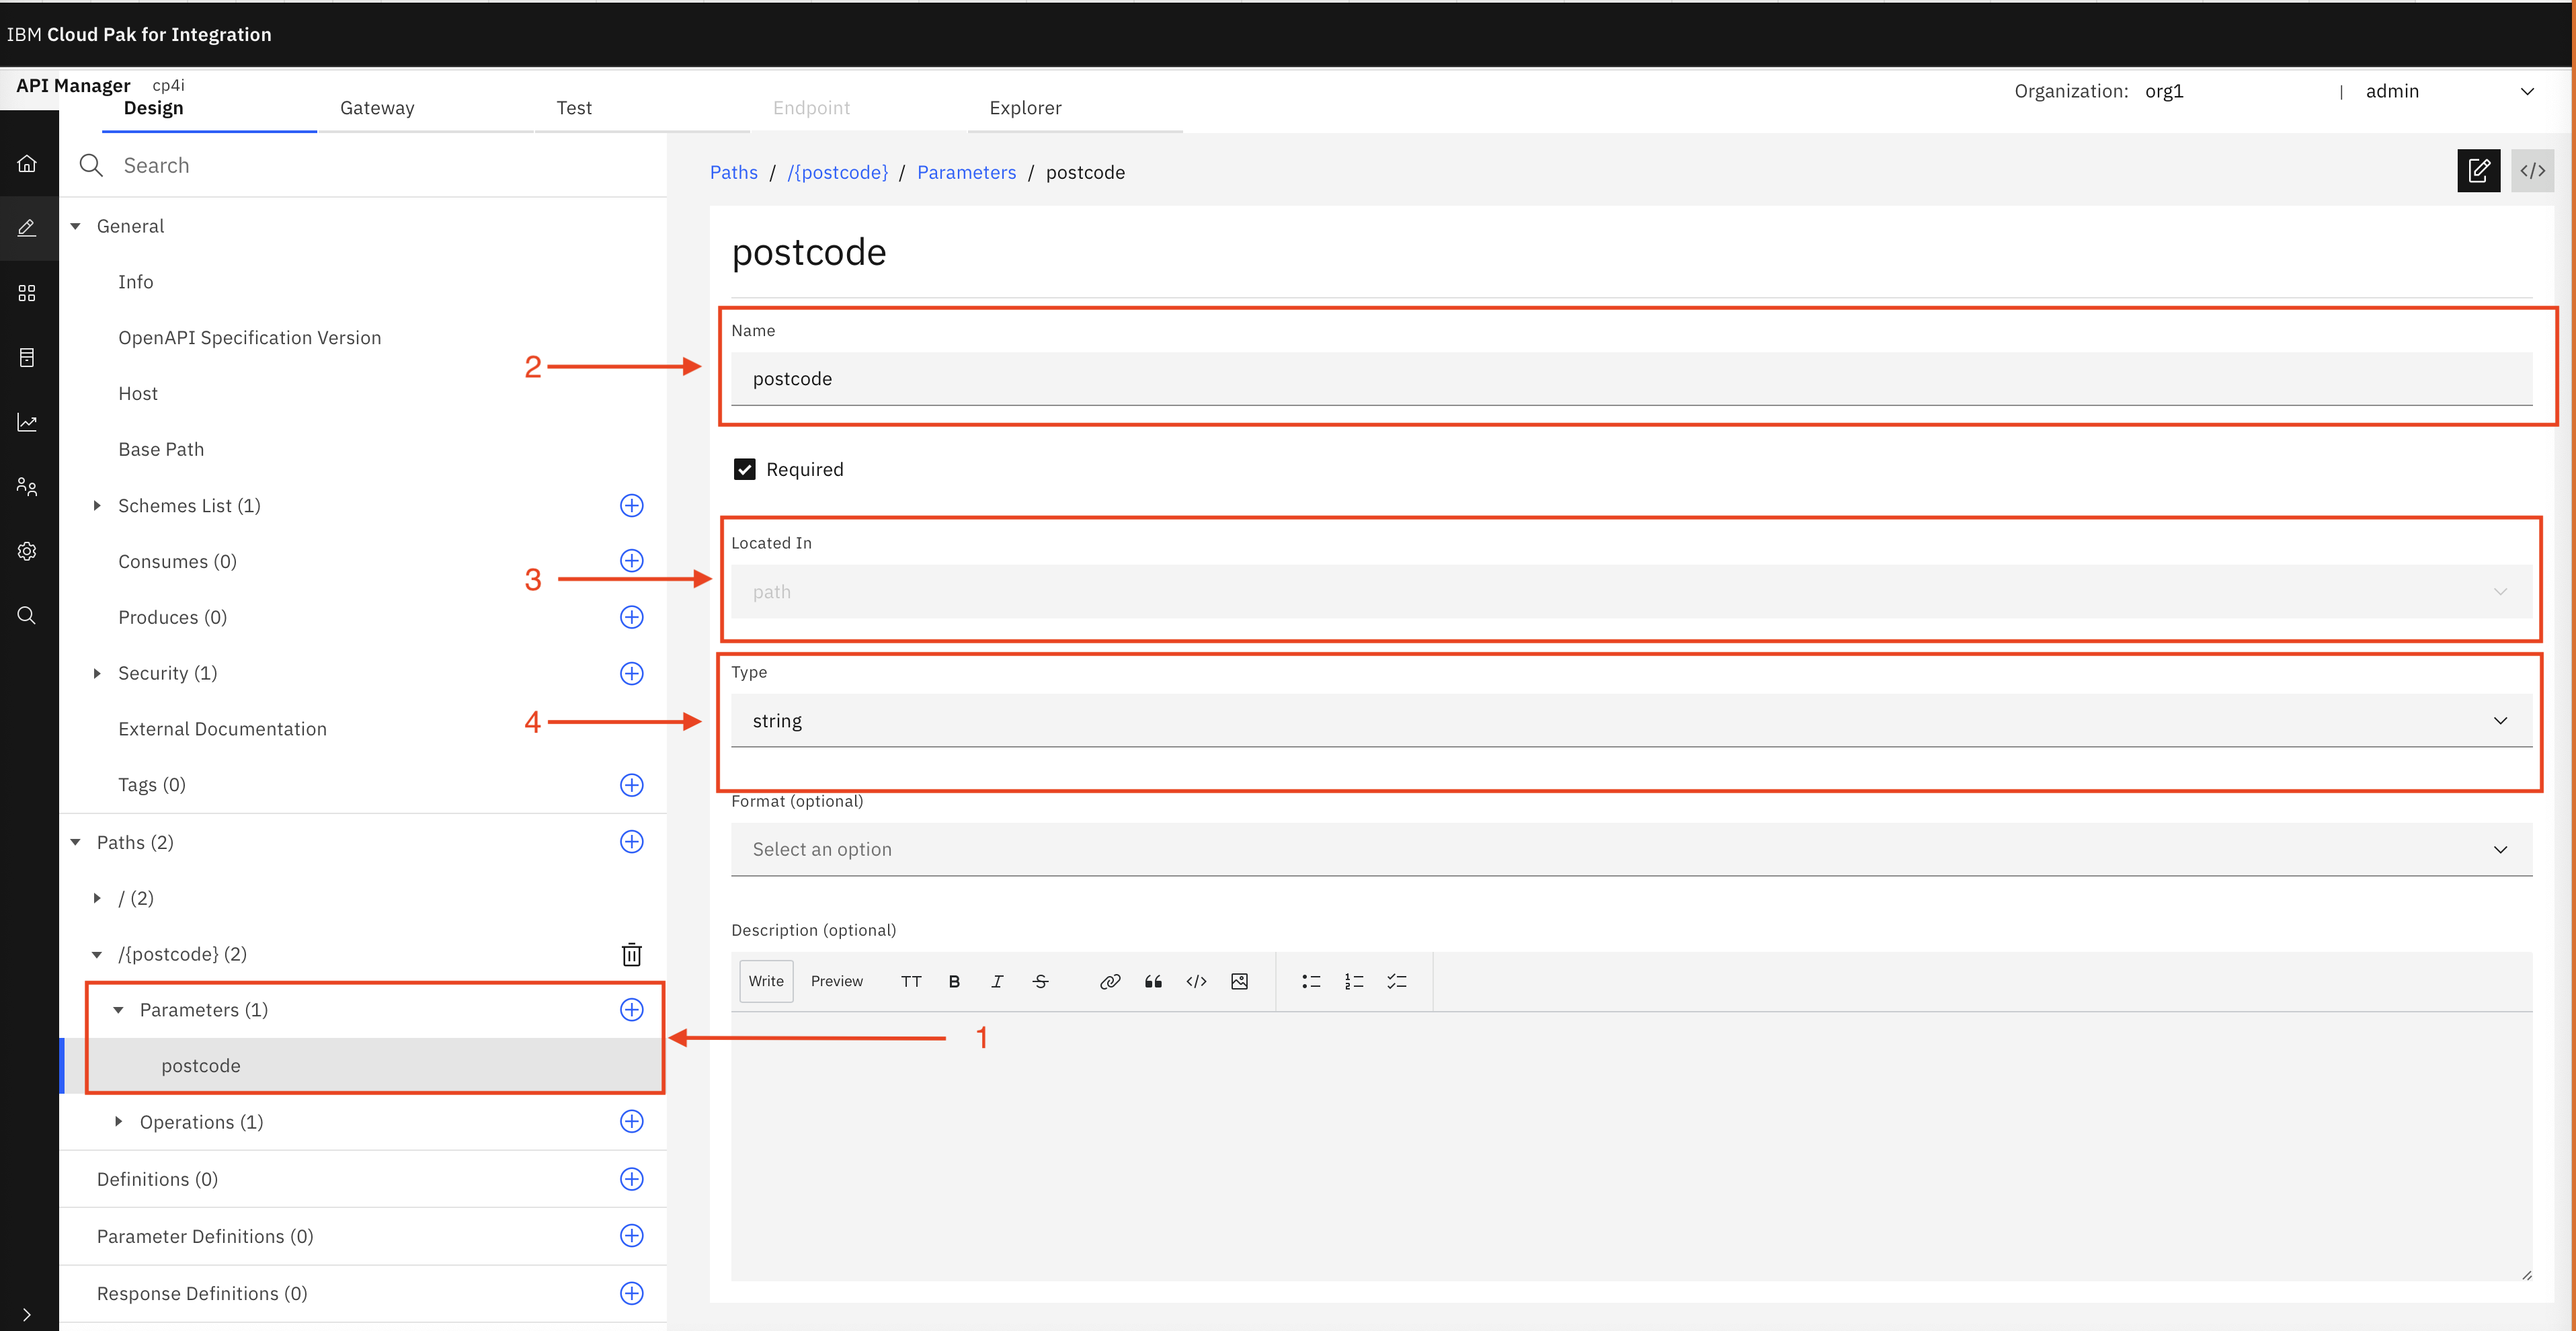 IBM Cloud Pak for Integration
API Manager cp4i
Organization: org1 | admin
Design Gateway Test Endpoint Explorer
Search
General
Info
OpenAPI Specification Version
Host
Base Path
Schemes List (1)
Consumes (0)
Produces (0)
Security (1)
External Documentation
Tags (0)
Paths (2)
/ (2)
/{postcode} (2)
Parameters (1)
postcode
Operations (1)
Definitions (0)
Parameter Definitions (0)
Response Definitions (0)
Paths / /{postcode} / Parameters / postcode
postcode
2
Name
postcode
Required
3
Located In
path
4
Type
string
Format (optional)
Select an option
Description (optional)
Write Preview TT B I S
1